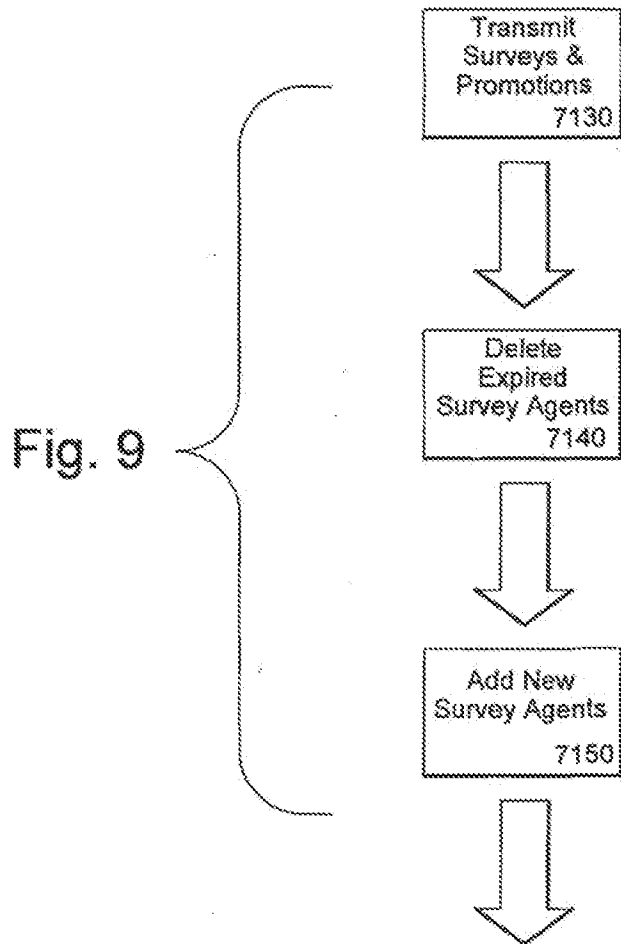 Transmit
Surveys &
Promotions
7130
Delete
Expired
Survey Agents
7140
Fig. 9
Add New
Survey Agents
7150